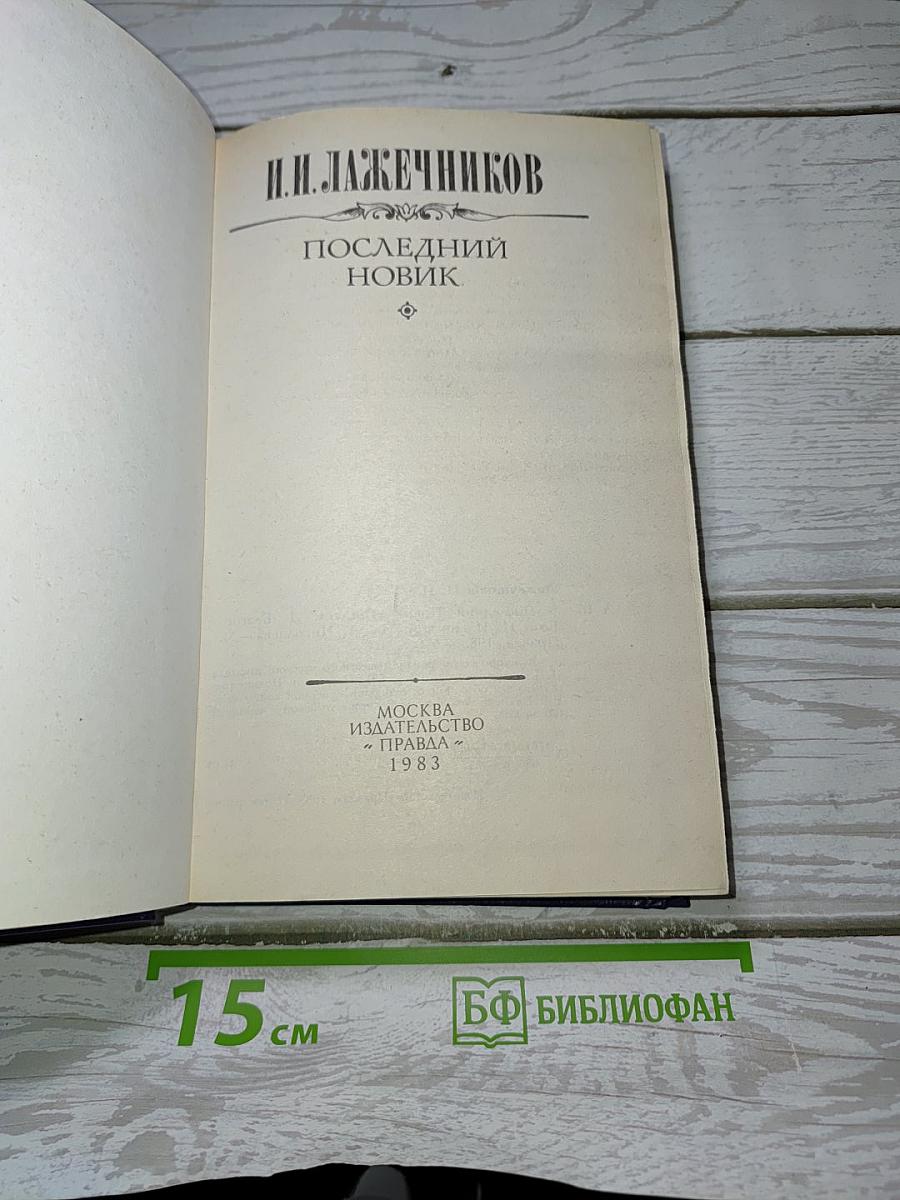 И.И. ЛАЖЕЧНИКОВ
ПОСЛЕДНИЙ
НОВИК
МОСКВА
ИЗДАТЕЛЬСТВО
„ ПРАВДА “
1983
15 см
БФ БИБЛИОФАН